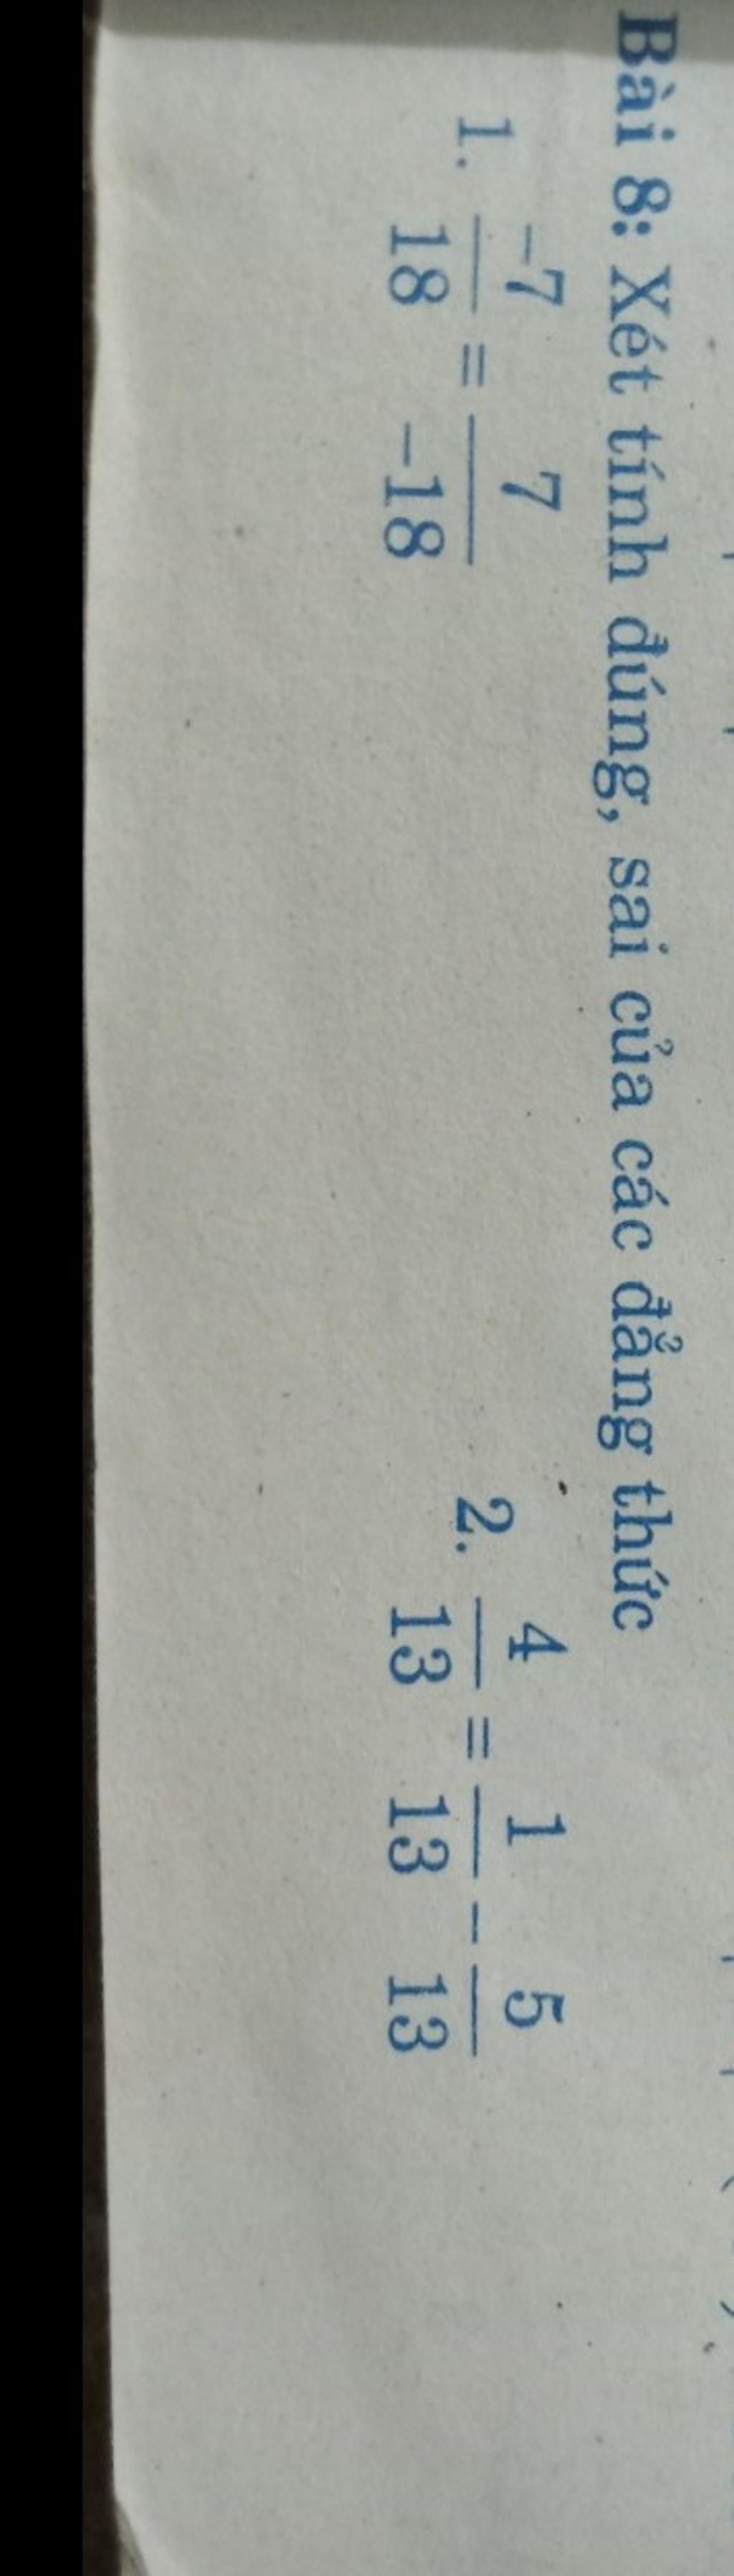 Bài 8: Xét tính đúng, sai của các đẳng thức
1. -7/18 = 7/-18
2. 4/13 = 1/13 - 5/13